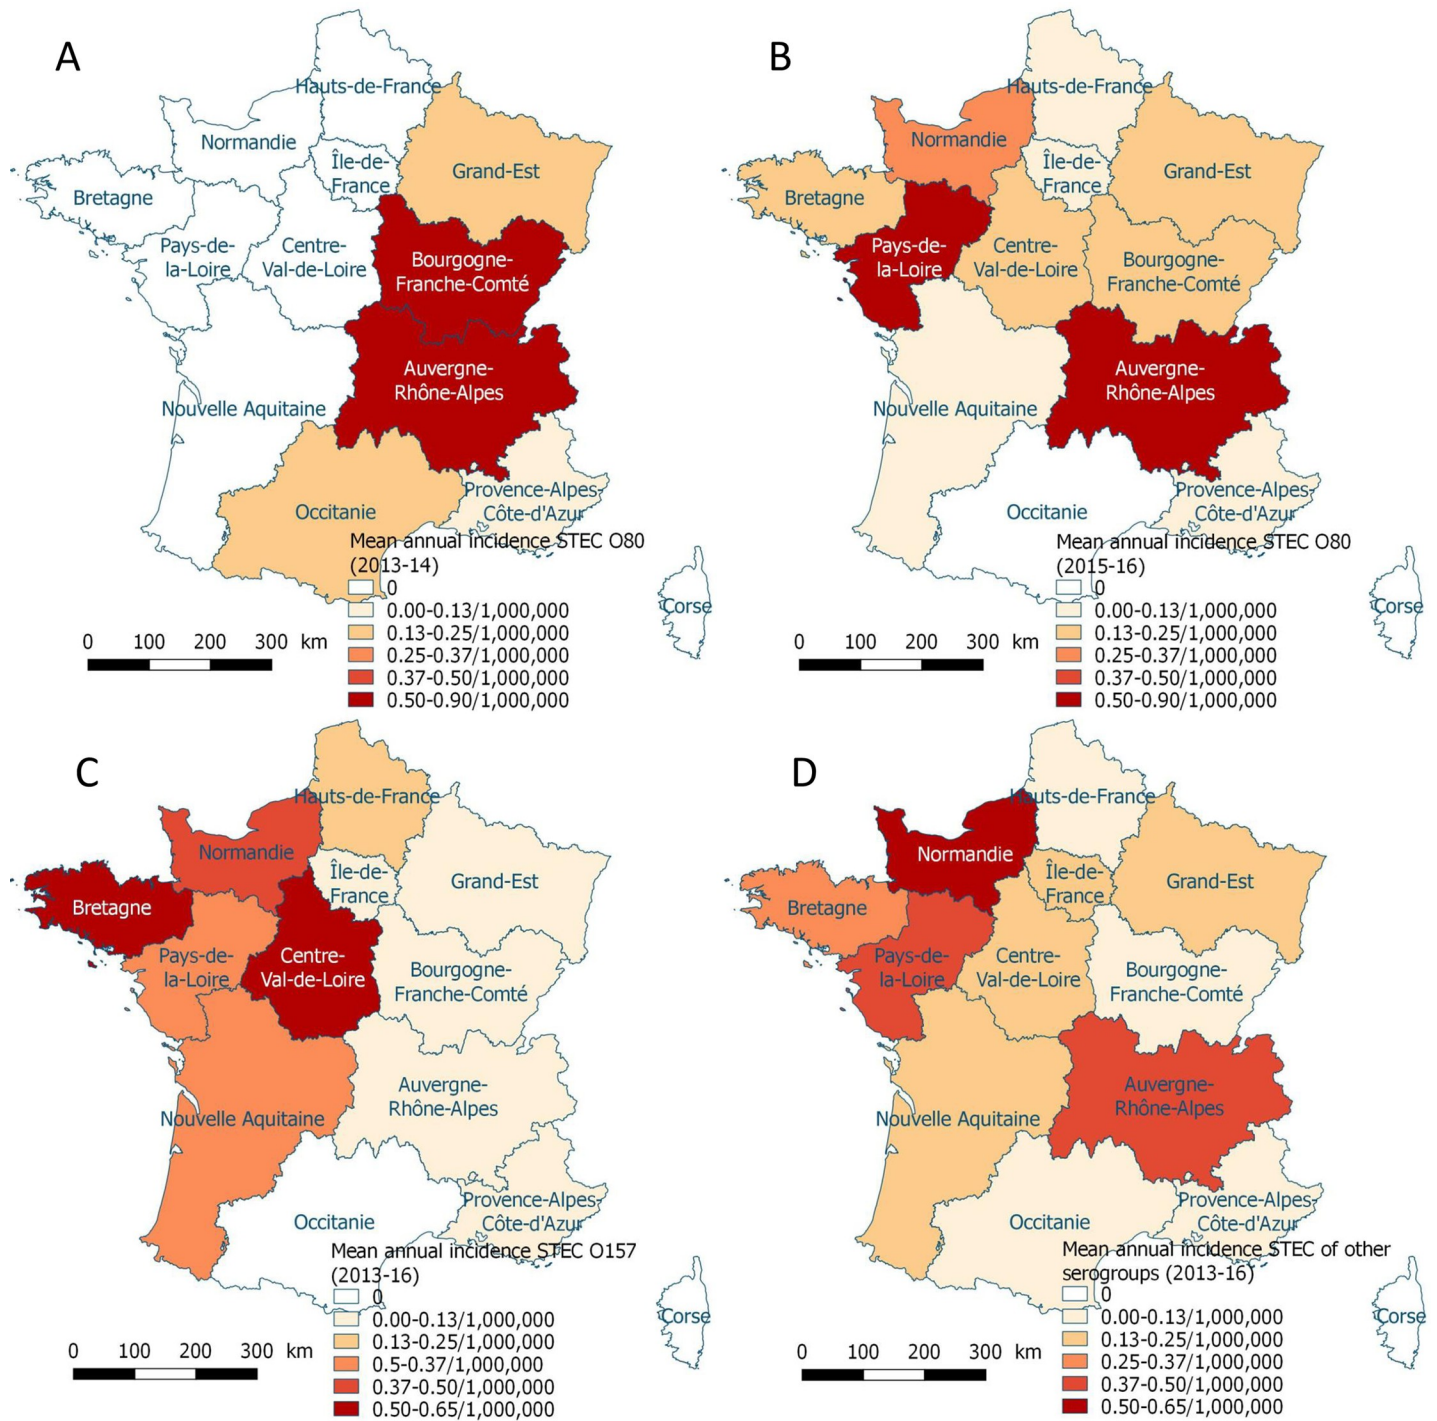 A
Hauts-de-France
Normandie
Île-de-
France
Grand-Est
Bretagne
Pays-de-
la-Loire
Centre-
Val-de-Loire
Bourgogne-
Franche-Comté
Auvergne-
Rhône-Alpes
Nouvelle Aquitaine
Occitanie
Provence-Alpes-
Côte-d'Azur
Corse
Mean annual incidence STEC O80
(2013-14)
0
0.00-0.13/1,000,000
0.13-0.25/1,000,000
0.25-0.37/1,000,000
0.37-0.50/1,000,000
0.50-0.90/1,000,000
0 100 200 300 km
B
Hauts-de-France
Normandie
Île-de-
France
Grand-Est
Bretagne
Pays-de-
la-Loire
Centre-
Val-de-Loire
Bourgogne-
Franche-Comté
Auvergne-
Rhône-Alpes
Nouvelle Aquitaine
Occitanie
Provence-Alpes-
Côte-d'Azur
Corse
Mean annual incidence STEC O80
(2015-16)
0
0.00-0.13/1,000,000
0.13-0.25/1,000,000
0.25-0.37/1,000,000
0.37-0.50/1,000,000
0.50-0.90/1,000,000
0 100 200 300 km
C
Hauts-de-France
Normandie
Île-de-
France
Grand-Est
Bretagne
Pays-de-
la-Loire
Centre-
Val-de-Loire
Bourgogne-
Franche-Comté
Auvergne-
Rhône-Alpes
Nouvelle Aquitaine
Occitanie
Provence-Alpes-
Côte-d'Azur
Corse
Mean annual incidence STEC O157
(2013-16)
0
0.00-0.13/1,000,000
0.13-0.25/1,000,000
0.5-0.37/1,000,000
0.37-0.50/1,000,000
0.50-0.65/1,000,000
0 100 200 300 km
D
Hauts-de-France
Normandie
Île-de-
France
Grand-Est
Bretagne
Pays-de-
la-Loire
Centre-
Val-de-Loire
Bourgogne-
Franche-Comté
Auvergne-
Rhône-Alpes
Nouvelle Aquitaine
Occitanie
Provence-Alpes-
Côte-d'Azur
Corse
Mean annual incidence STEC of other
serogroups (2013-16)
0
0.00-0.13/1,000,000
0.13-0.25/1,000,000
0.25-0.37/1,000,000
0.37-0.50/1,000,000
0.50-0.65/1,000,000
0 100 200 300 km